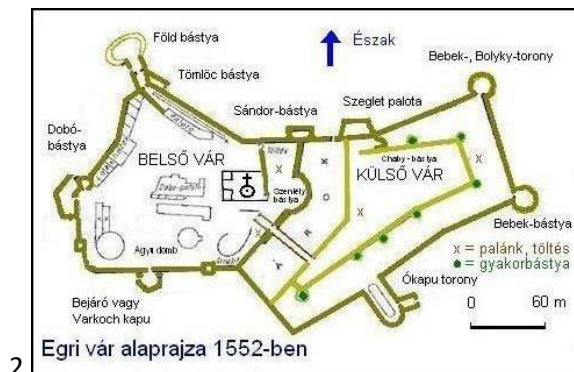 Föld bástya
Észak
Bebek-, Bolyky-torony
Tömlöc bástya
Szeglet palota
Sándor-bástya
Dobó-
bástya
BELSŐ VÁR
Chaby-bástya
KÜLSŐ VÁR
x
x
x
x
Szentély
bástya
Bebek-bástya
x = palánk, töltés
• = gyakorbástya
Ágyú domb
Ókapu torony
0 60 m
Bejáró vagy
Varkoch kapu
Egri vár alaprajza 1552-ben
2